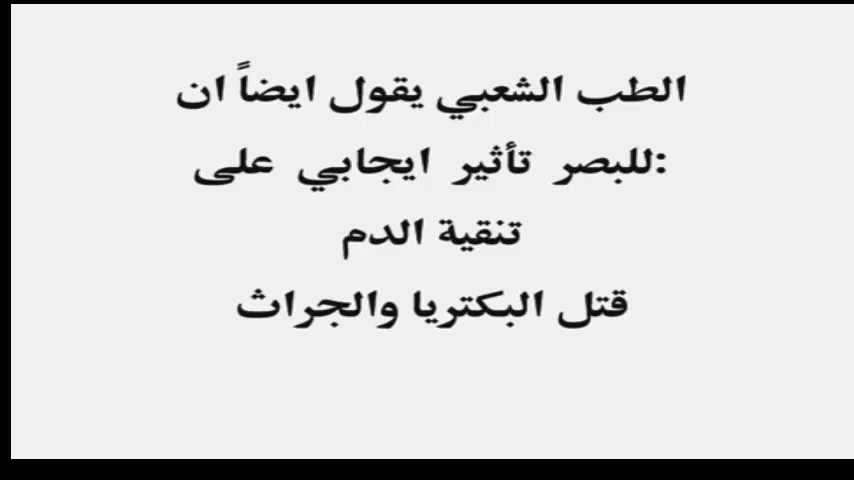 الطب الشعبي يقول ايضاً ان
:للبصر تأثير ايجابي على
تنقية الدم
قتل البكتريا والجراث